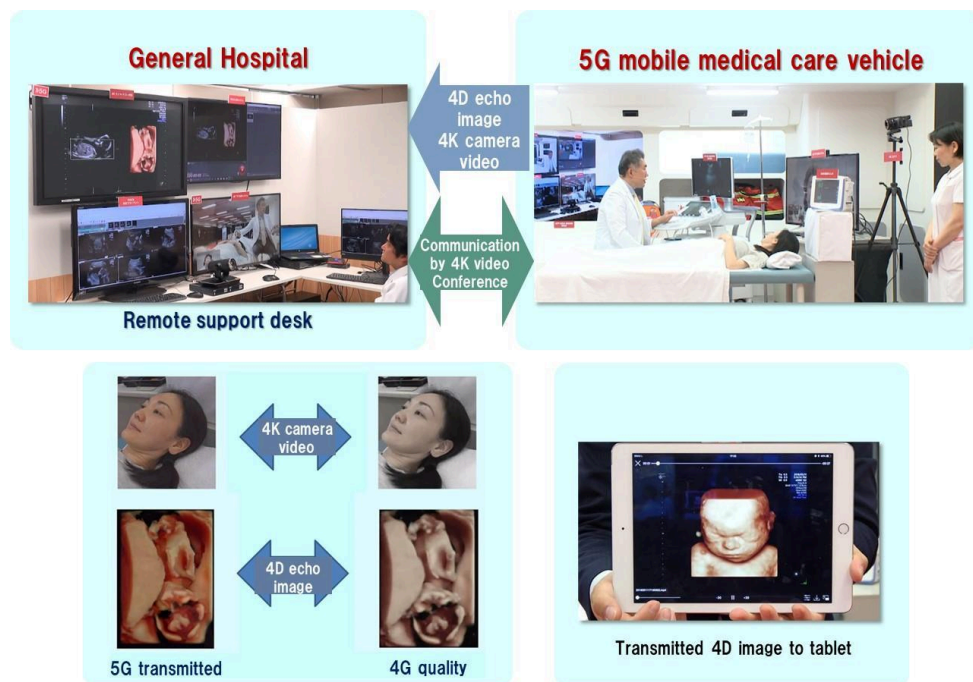 General Hospital
5G mobile medical care vehicle
4D echo
image
4K camera
video
Communication
by 4K video
Conference
Remote support desk
4K camera
video
4D echo
image
5G transmitted
4G quality
Transmitted 4D image to tablet